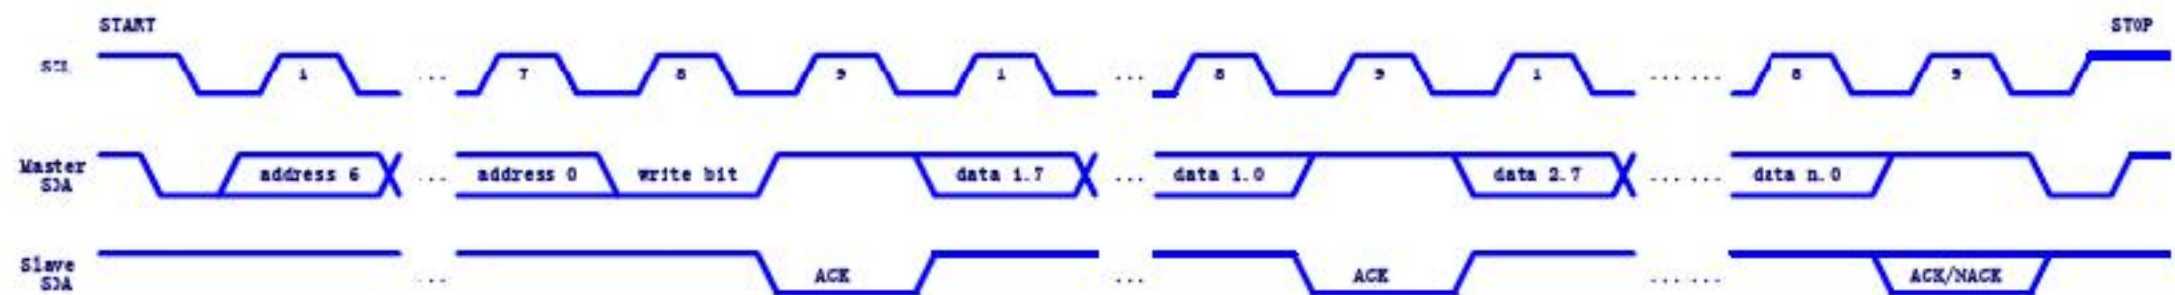 START STOP
SCL 1 ... 7 8 9 1 ... 8 9 1 ... ... 8 9
Master
SDA address 6 ... address 0 write bit data 1.7 ... data 1.0 data 2.7 ... ... data n.0
Slave
SDA ... ACK ... ACK ... ... ACK/NACK